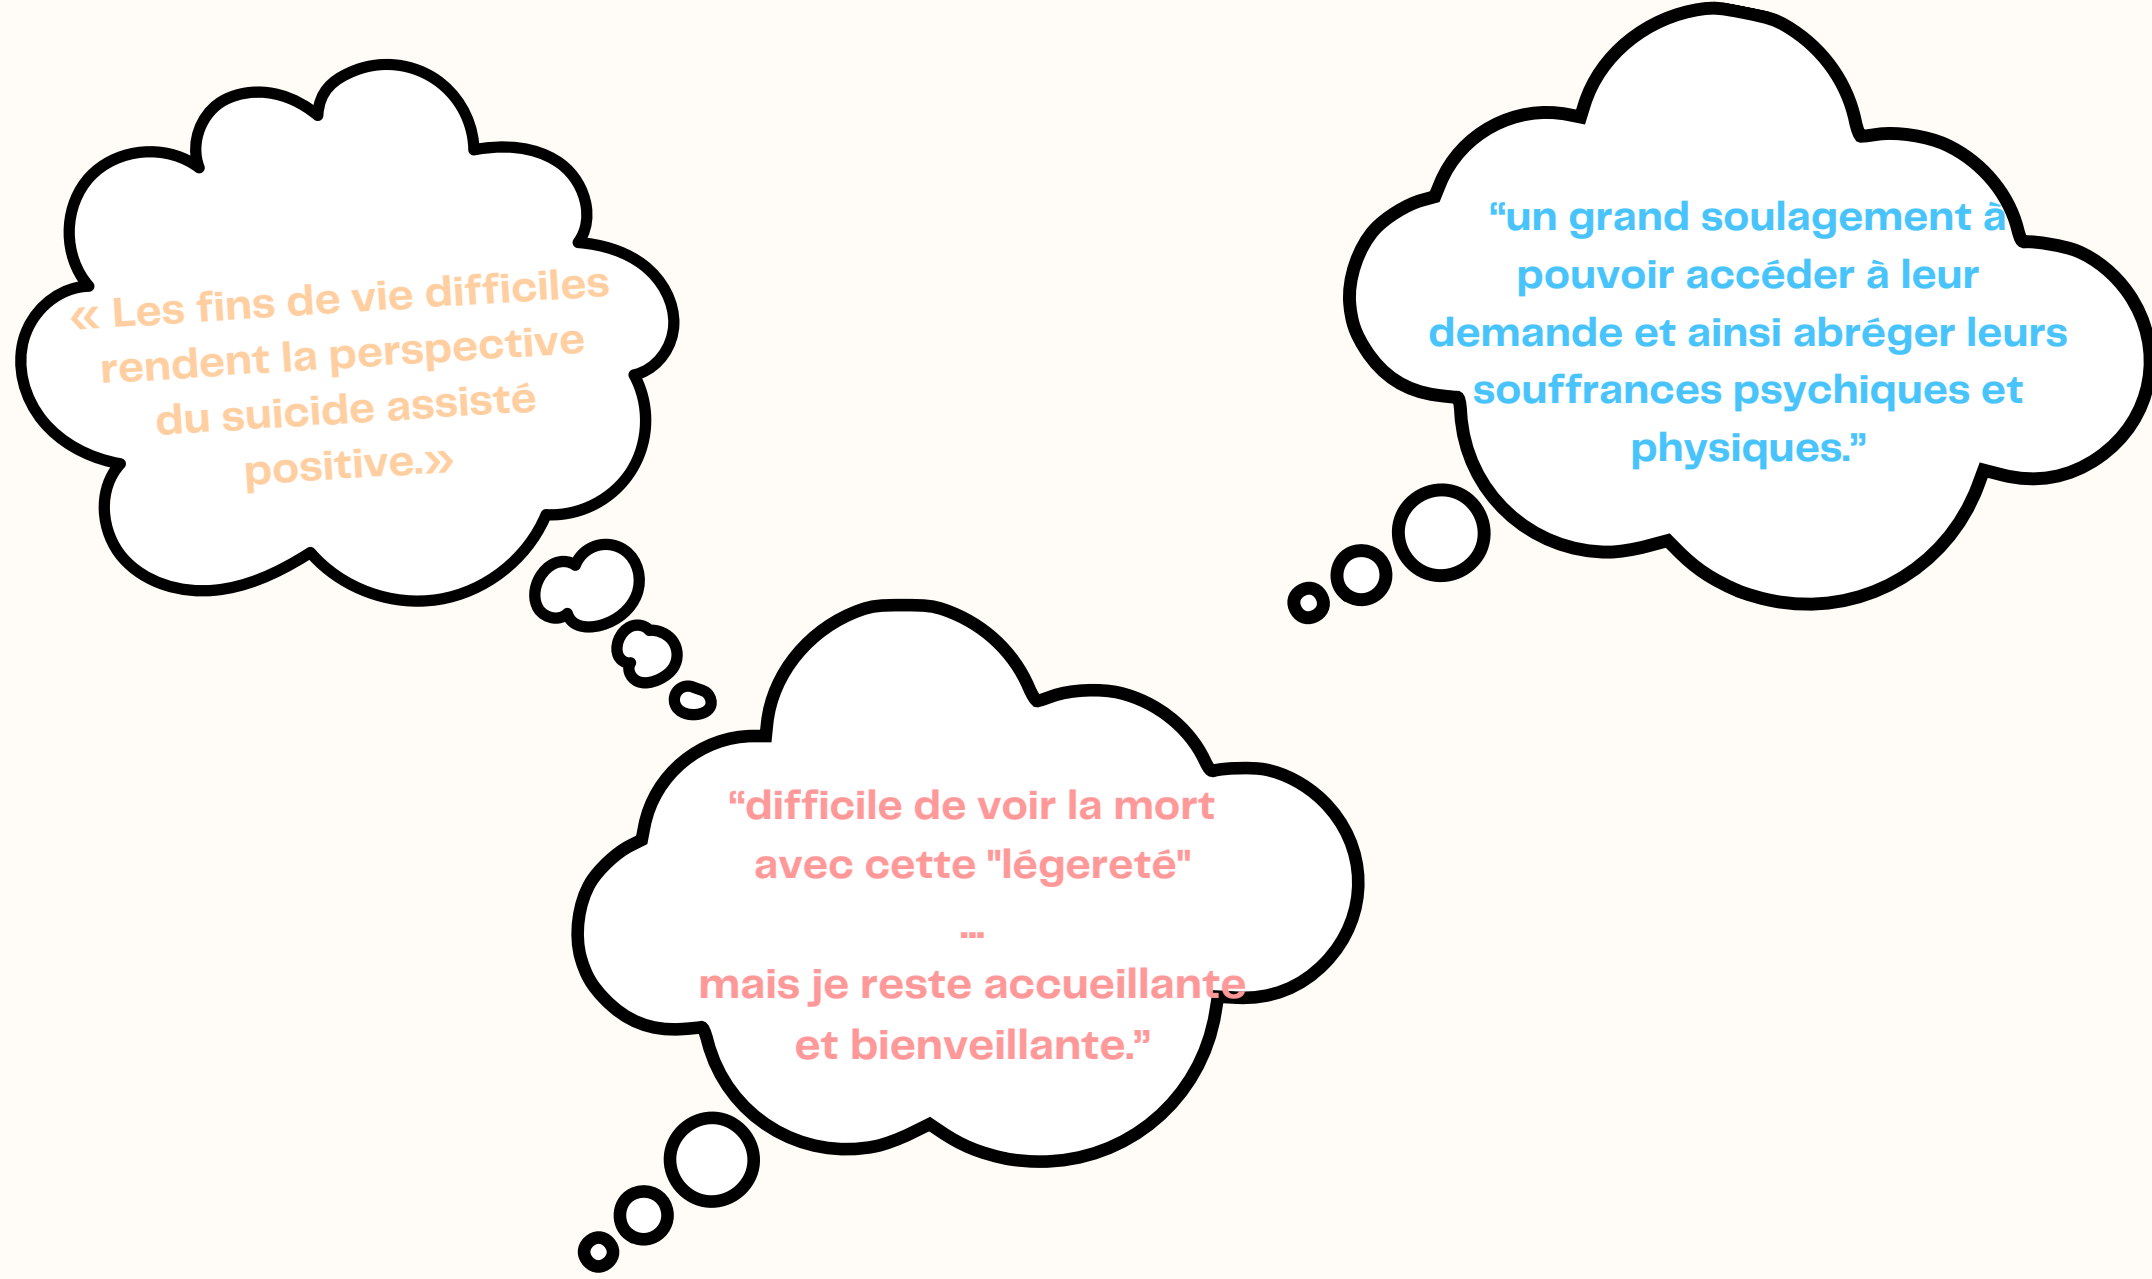 « Les fins de vie difficiles
rendent la perspective
du suicide assisté
positive.»
“un grand soulagement à
pouvoir accéder à leur
demande et ainsi abréger leurs
souffrances psychiques et
physiques.”
“difficile de voir la mort
avec cette "légereté"
...
mais je reste accueillante
et bienveillante.”